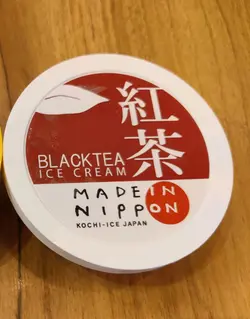 紅茶
BLACKTEA
ICE CREAM
MADE IN
NIPPON
KOCHI-ICE JAPAN